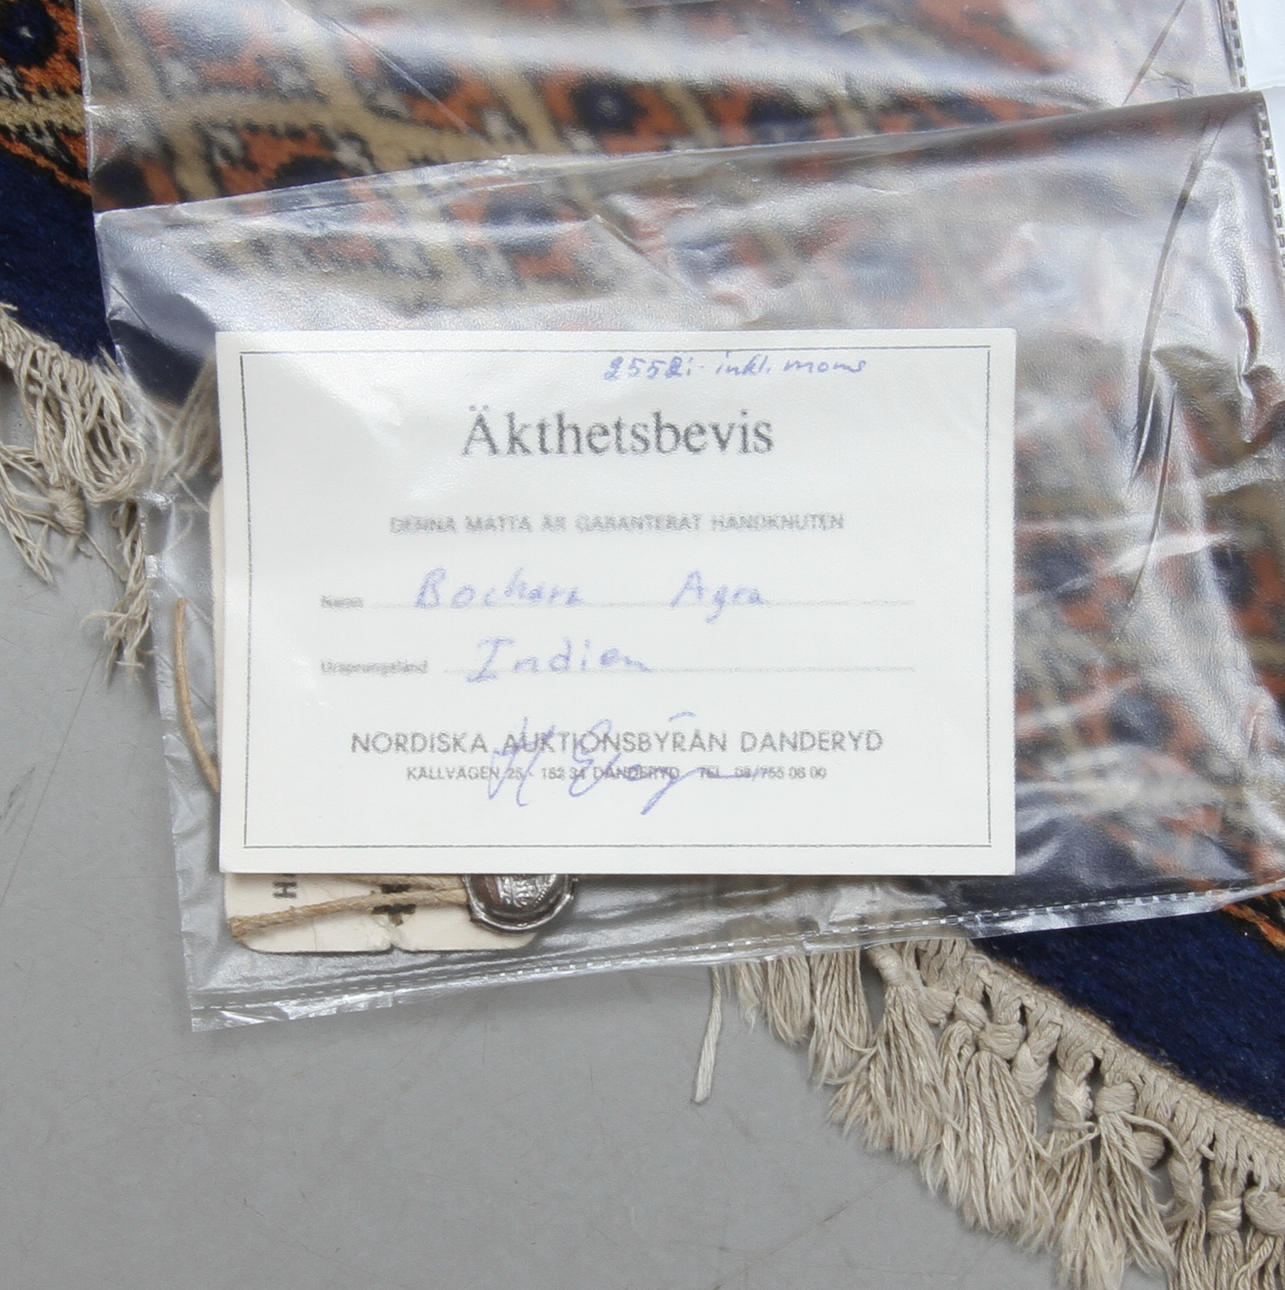 2552:- inkl. moms
Äkthetsbevis
DENNA MATTA ÄR GARANTERAT HANDKNUTEN
Namn Bochara Agra
Ursprungsland Indien
NORDISKA AUKTIONSBYRÅN DANDERYD
KÄLLVÄGEN 25 · 182 34 DANDERYD TEL. 08/755 06 00